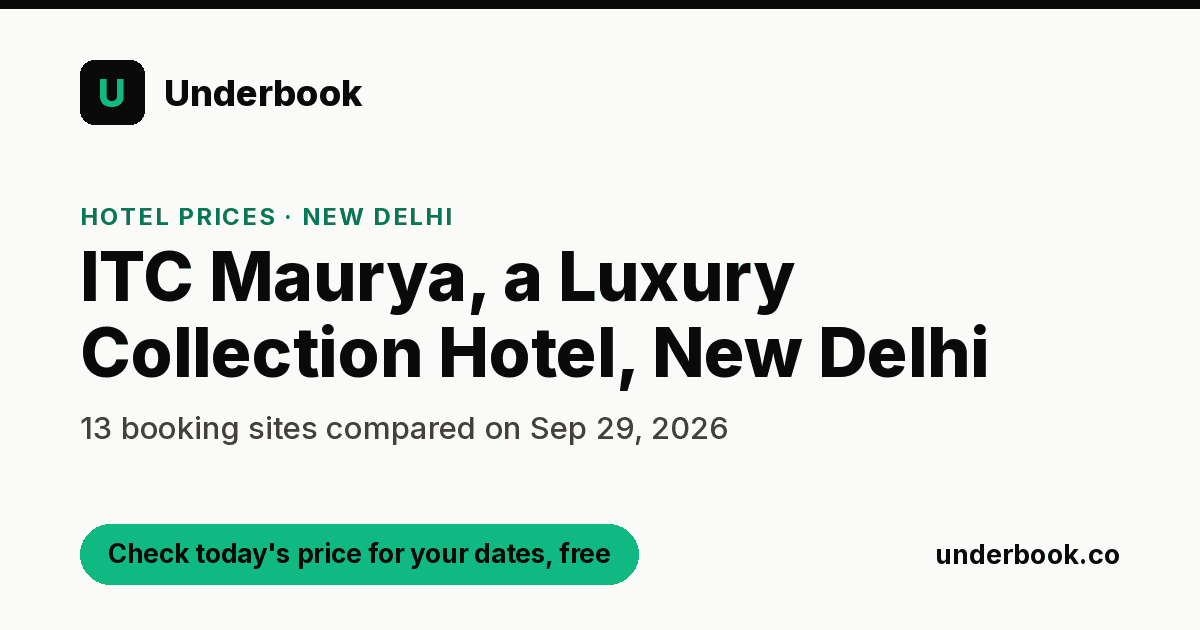 U Underbook
HOTEL PRICES · NEW DELHI
ITC Maurya, a Luxury
Collection Hotel, New Delhi
13 booking sites compared on Sep 29, 2026
Check today's price for your dates, free
underbook.co